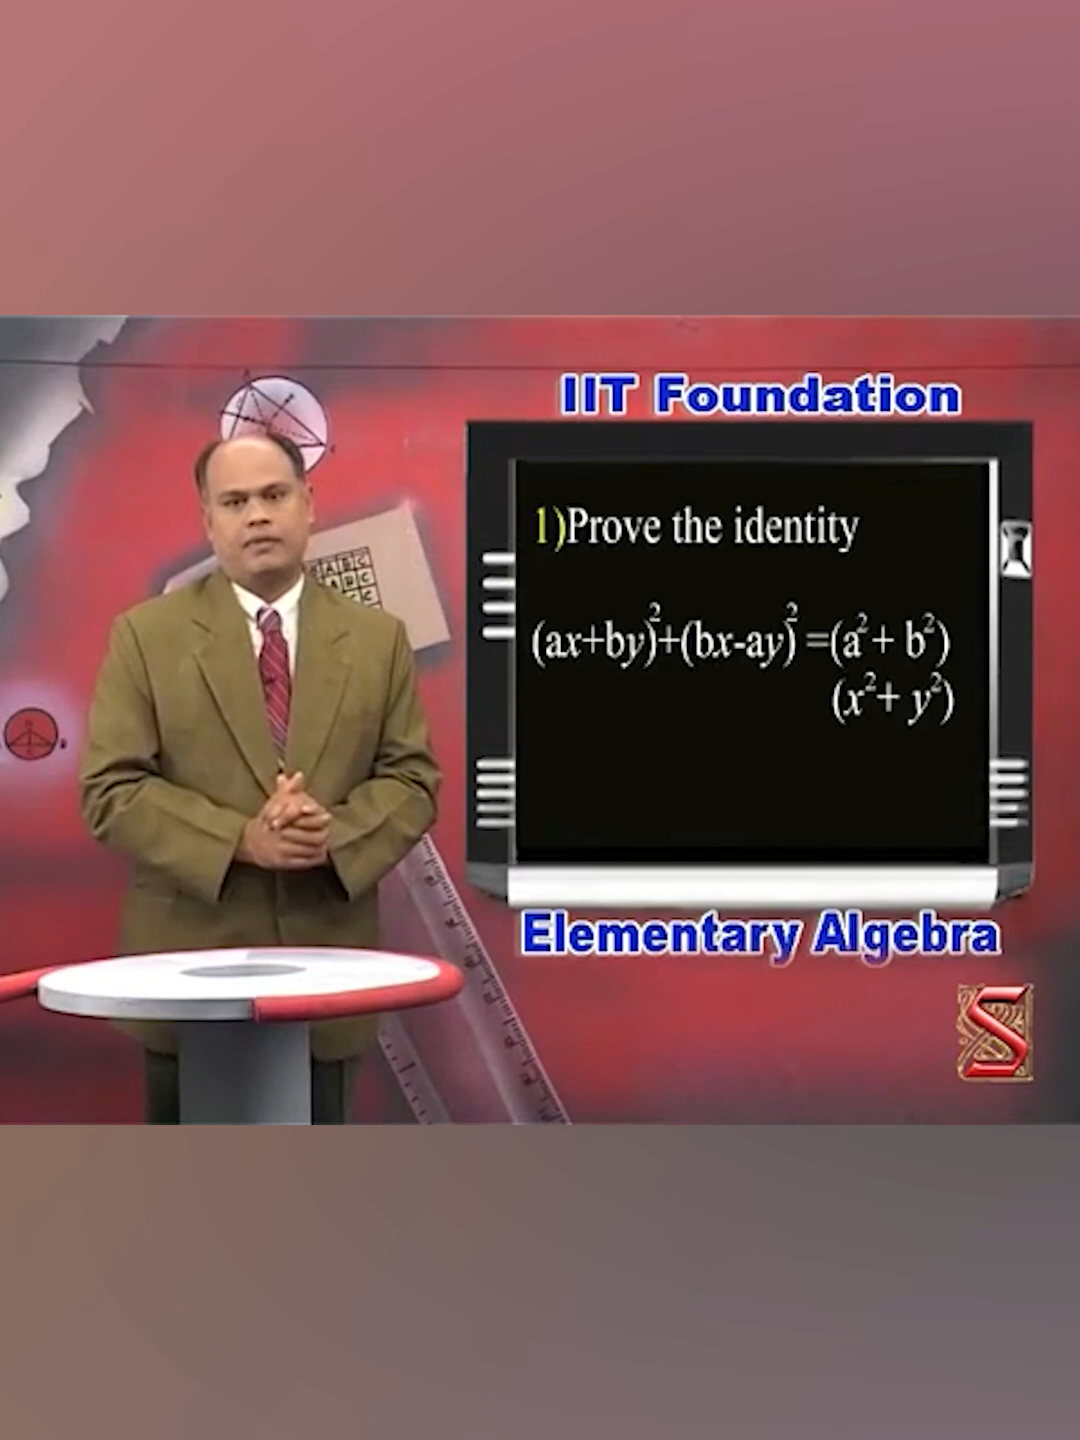 IIT Foundation
1)Prove the identity
(ax+by)²+(bx-ay)²=(a²+ b²)
(x²+ y²)
Elementary Algebra
S